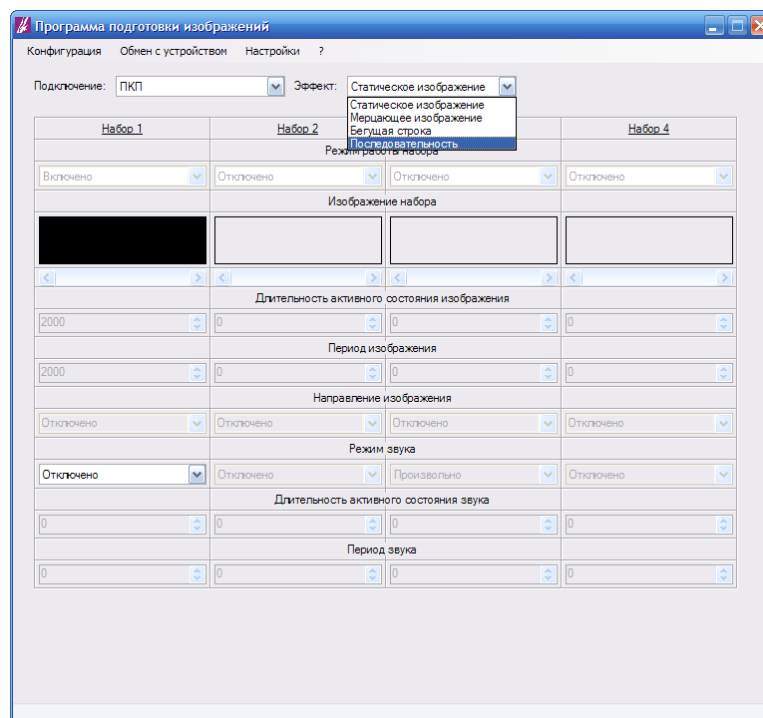 Программа подготовки изображений
Конфигурация Обмен с устройством Настройки ?
Подключение: ПКП Эффект: Статическое изображение
Статическое изображение
Мерцающее изображение
Бегущая строка
Последовательность
Набор 1 Набор 2 Набор 4
Режим работы набора
Включено Отключено Отключено Отключено
Изображение набора
Длительность активного состояния изображения
2000 0 0 0
Период изображения
2000 0 0 0
Направление изображения
Отключено Отключено Отключено Отключено
Режим звука
Отключено Отключено Произвольно Отключено
Длительность активного состояния звука
0 0 0 0
Период звука
0 0 0 0